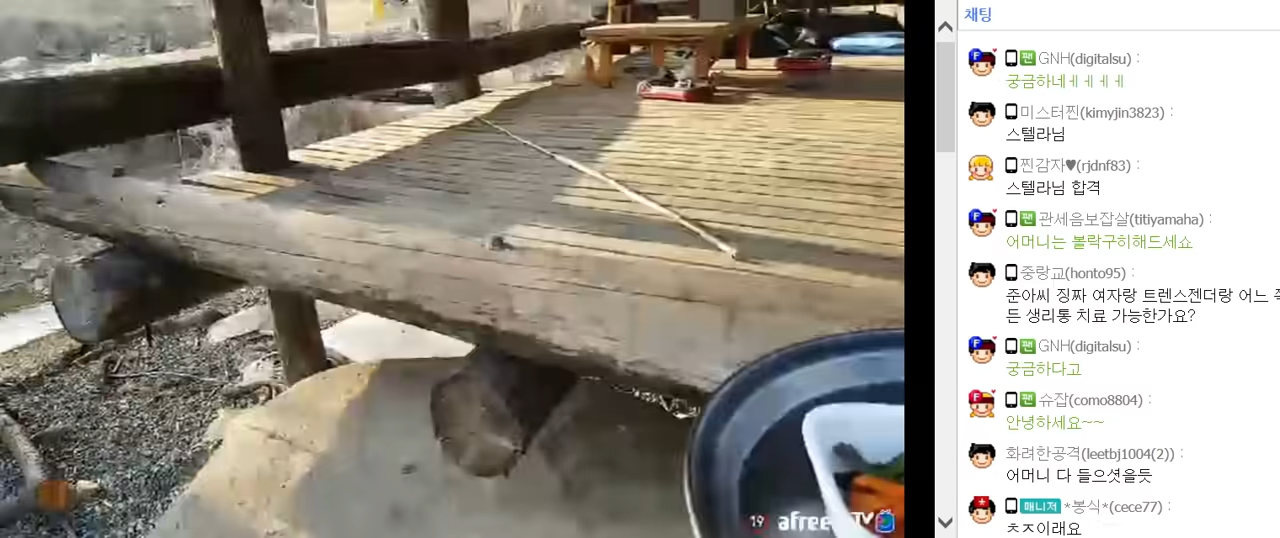 채팅
팬 GNH(digitalsu) :
궁금하네ㅔㅔㅔㅔ
미스터찐(kimyjin3823) :
스텔라님
찐감자♥(rjdnf83) :
스텔라님 합격
팬 관세음보잡살(titiyamaha) :
어머니는 볼락구히해드세쇼
중랑교(honto95) :
준아씨 징짜 여자랑 트렌스젠더랑 어느
든 생리통 치료 가능한가요?
팬 GNH(digitalsu) :
궁금하다고
팬 슈잡(como8804) :
안녕하세요~~
화려한공격(leetbj1004(2)) :
어머니 다 들으셧을듯
매니저 *봉식*(cece77) :
ㅊㅈ이래요
19 afreecaTV